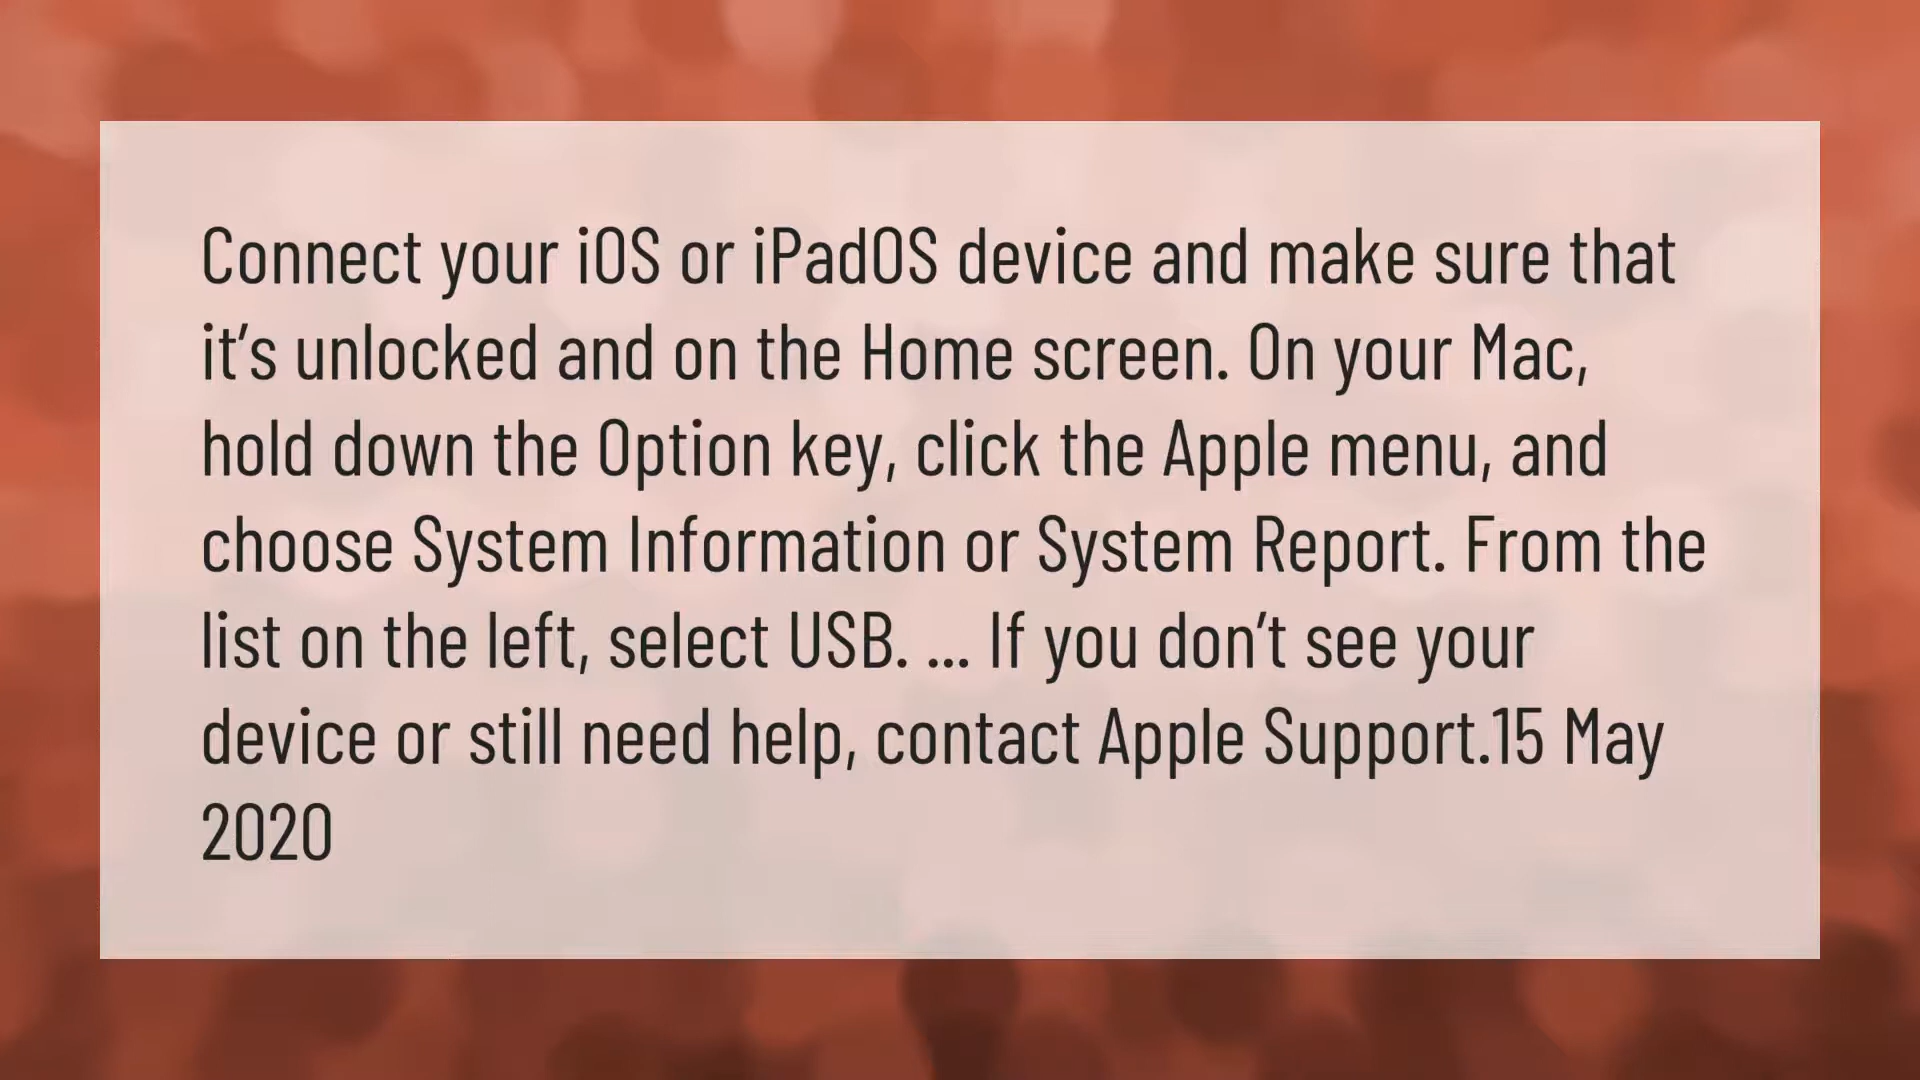 Connect your iOS or iPadOS device and make sure that
it’s unlocked and on the Home screen. On your Mac,
hold down the Option key, click the Apple menu, and
choose System Information or System Report. From the
list on the left, select USB. ... If you don’t see your
device or still need help, contact Apple Support.15 May
2020